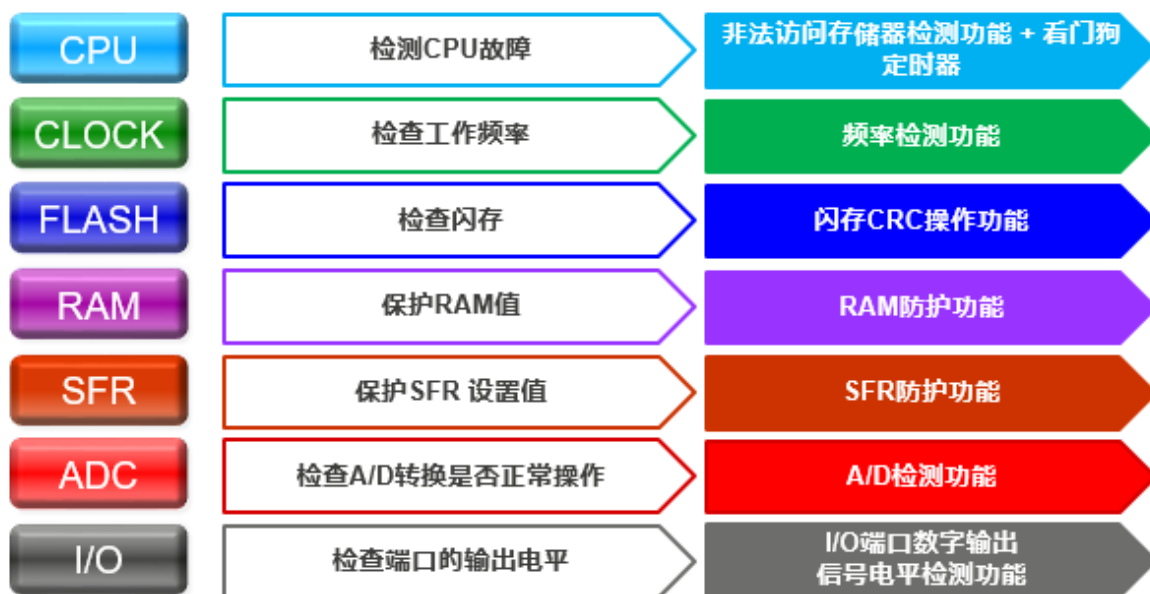 CPU
检测CPU故障
非法访问存储器检测功能 + 看门狗
定时器
CLOCK
检查工作频率
频率检测功能
FLASH
检查闪存
闪存CRC操作功能
RAM
保护RAM值
RAM防护功能
SFR
保护SFR 设置值
SFR防护功能
ADC
检查A/D转换是否正常操作
A/D检测功能
I/O
检查端口的输出电平
I/O端口数字输出
信号电平检测功能